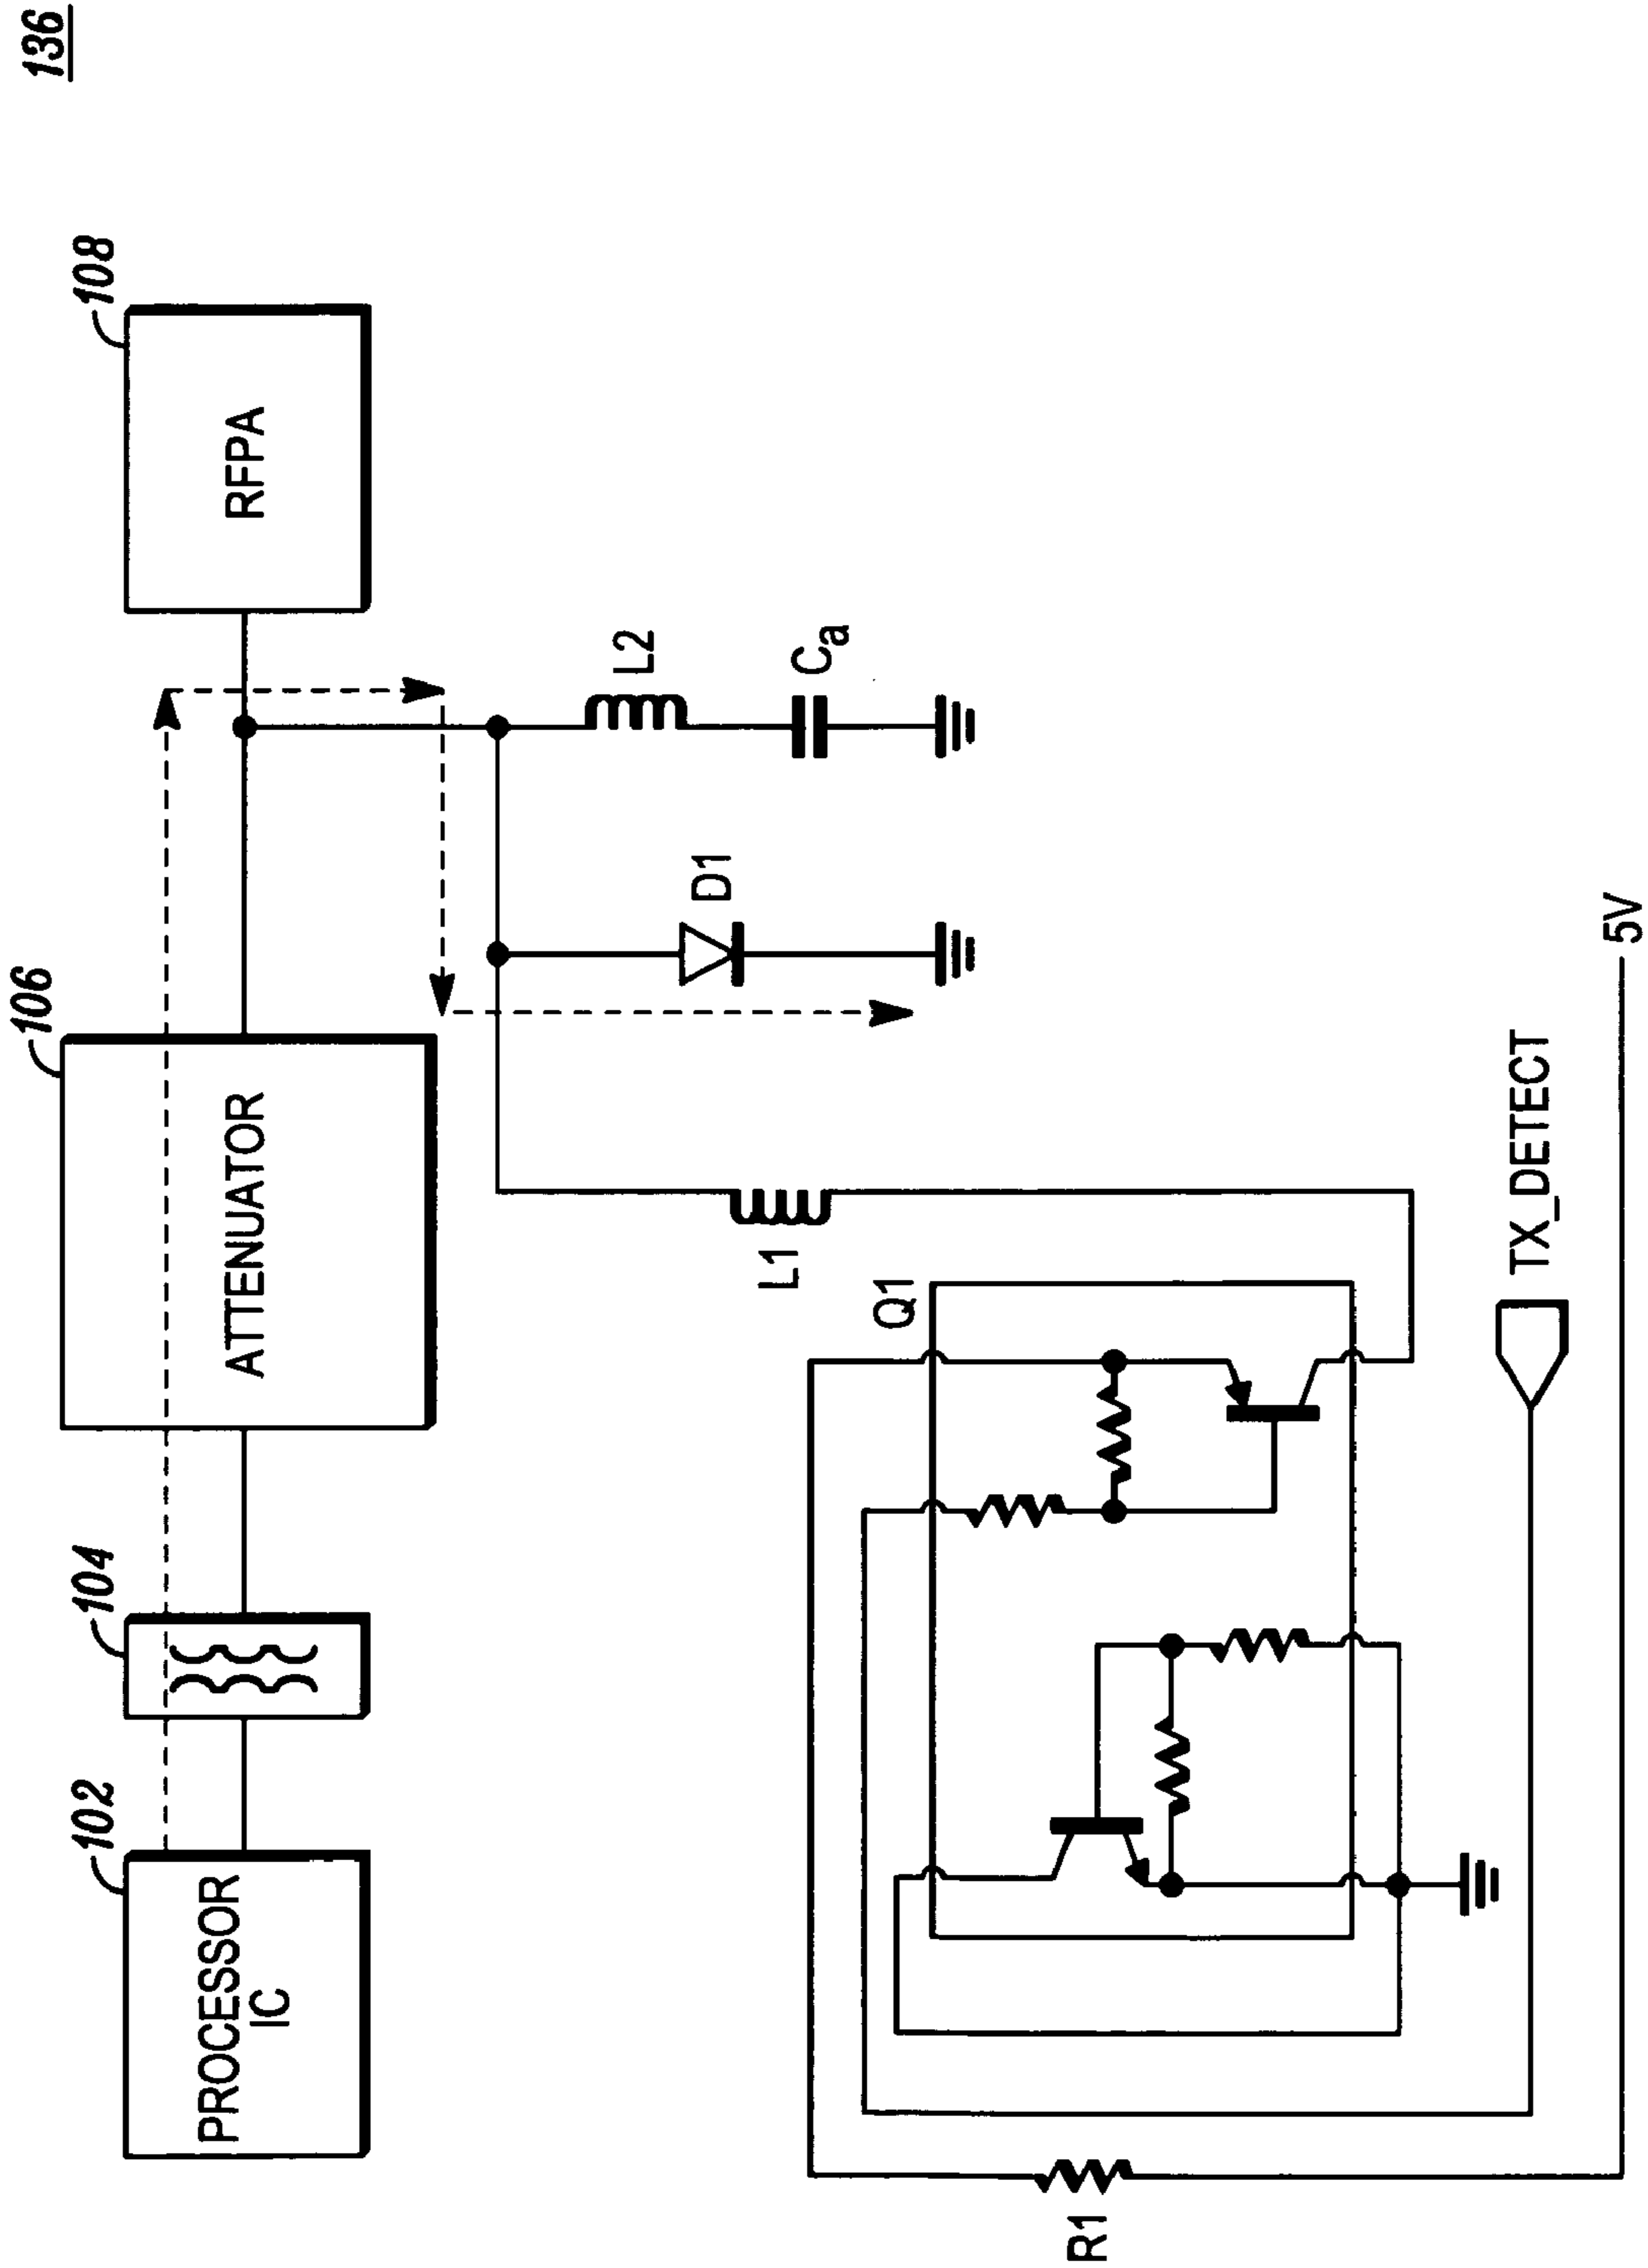 136
102
104
106
108
PROCESSOR
IC
ATTENUATOR
RFPA
L2
Ca
D1
L1
Q1
R1
TX_DETECT
5V